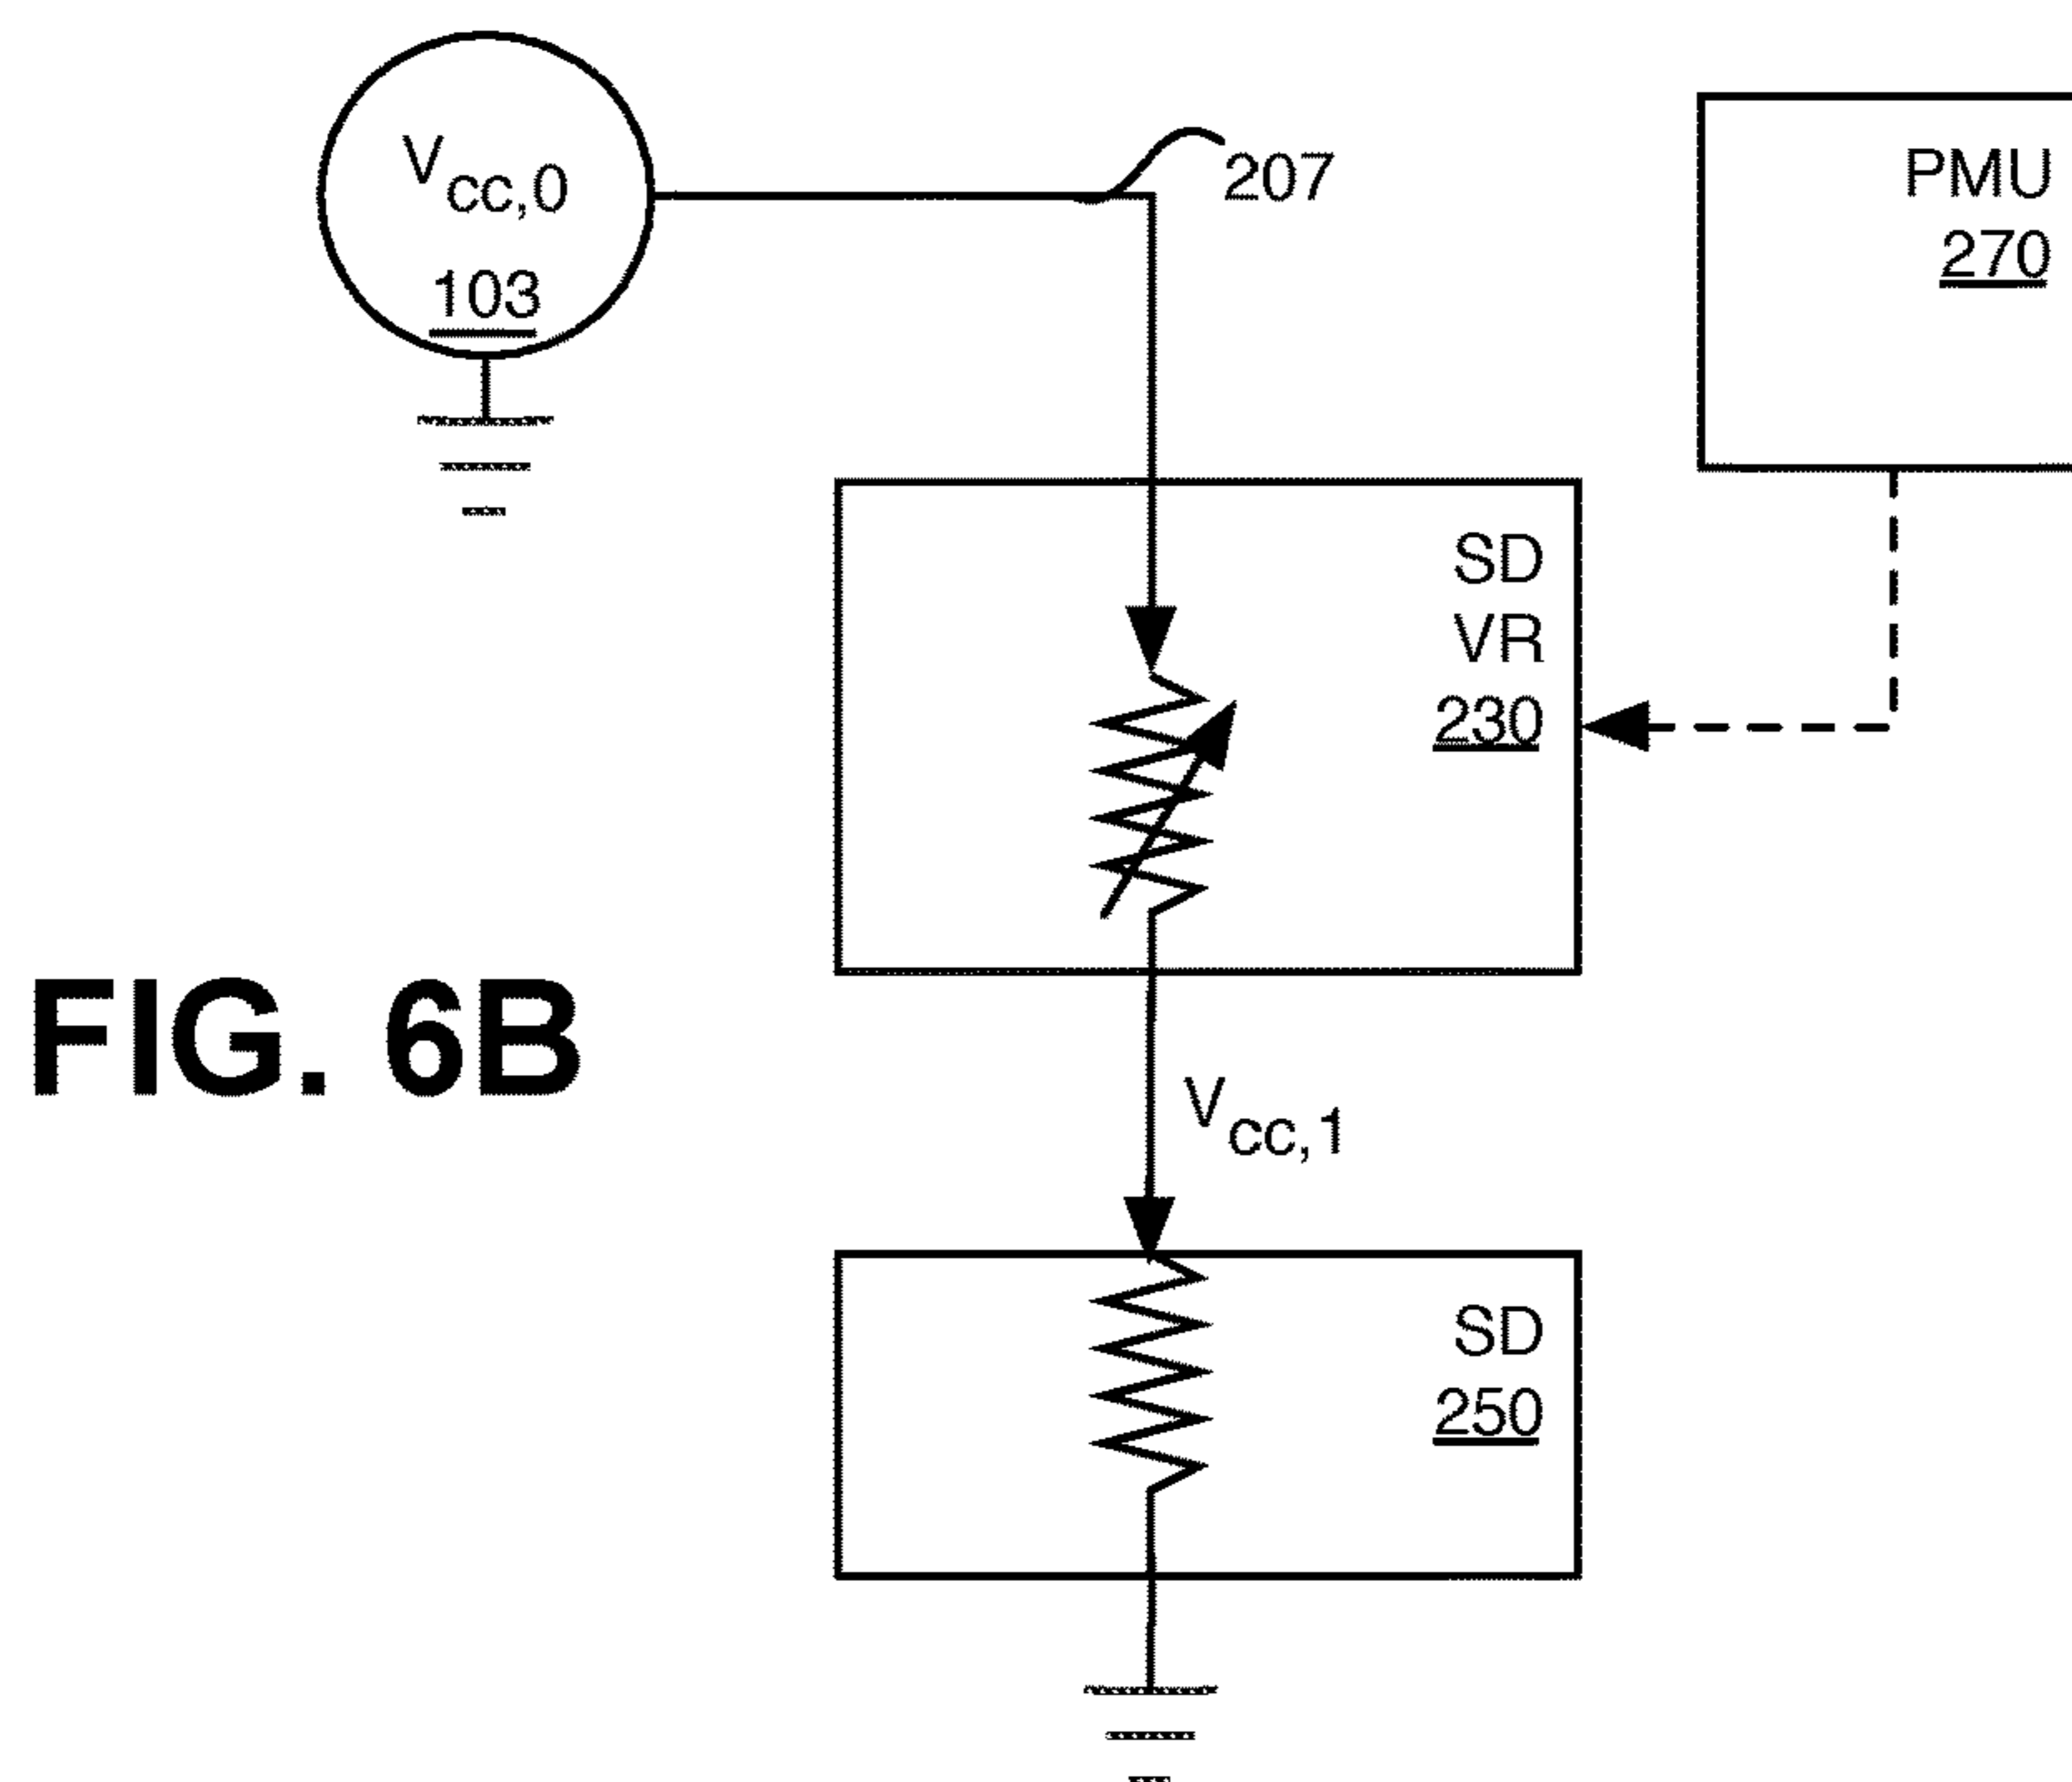 Vcc,0
103
207
PMU
270
SD
VR
230
FIG. 6B
Vcc,1
SD
250